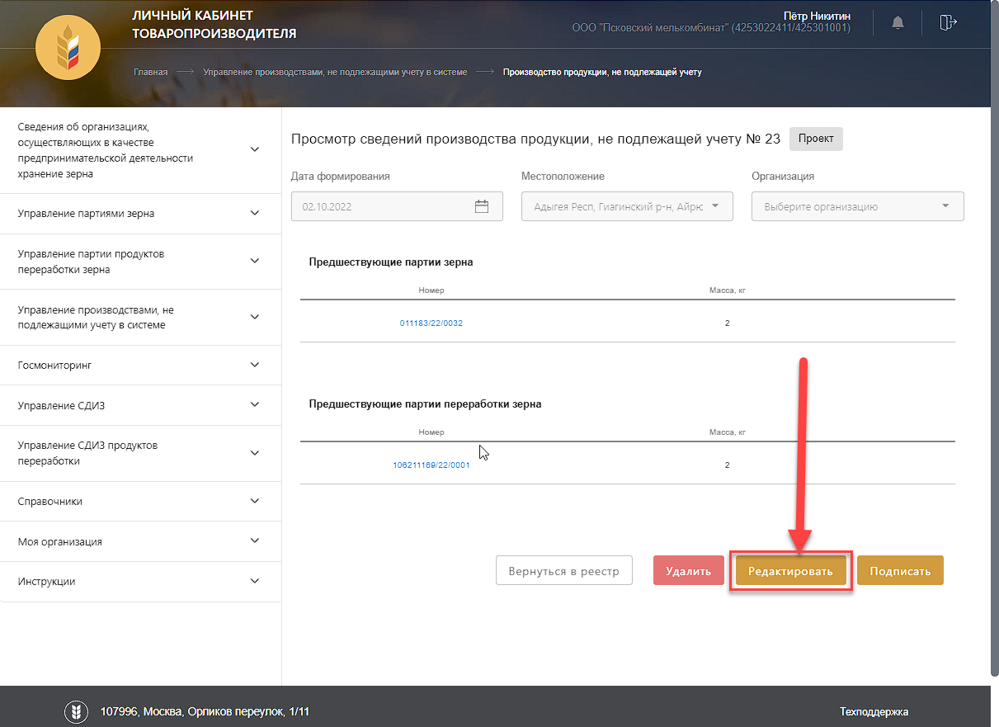 ЛИЧНЫЙ КАБИНЕТ
ТОВАРОПРОИЗВОДИТЕЛЯ
Пётр Никитин
ООО "Псковский мелькомбинат" (4253022411/425301001)
Главная
Управление производствами, не подлежащими учету в системе
Производство продукции, не подлежащей учету
Сведения об организациях,
осуществляющих в качестве
предпринимательской деятельности
хранение зерна
Управление партиями зерна
Управление партии продуктов
переработки зерна
Управление производствами, не
подлежащими учету в системе
Госмониторинг
Управление СДИЗ
Управление СДИЗ продуктов
переработки
Справочники
Моя организация
Инструкции
Просмотр сведений производства продукции, не подлежащей учету № 23
Проект
Дата формирования
Местоположение
Организация
02.10.2022
Адыгея Респ, Гиагинский р-н, Айрю
Выберите организацию
Предшествующие партии зерна
Номер
Масса, кг
011183/22/0032
2
Предшествующие партии переработки зерна
Номер
Масса, кг
106211169/22/0001
2
Вернуться в реестр
Удалить
Редактировать
Подписать
107996, Москва, Орликов переулок, 1/11
Техподдержка